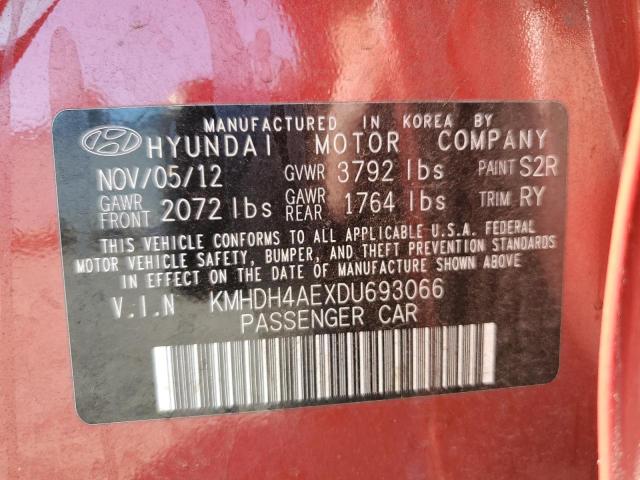 MANUFACTURED IN KOREA BY
HYUNDAI MOTOR COMPANY
NOV/05/12 GVWR 3792 lbs PAINT S2R
GAWR FRONT 2072 lbs GAWR REAR 1764 lbs TRIM RY
THIS VEHICLE CONFORMS TO ALL APPLICABLE U.S.A. FEDERAL
MOTOR VEHICLE SAFETY, BUMPER, AND THEFT PREVENTION STANDARDS
IN EFFECT ON THE DATE OF MANUFACTURE SHOWN ABOVE.
V.I.N KMHDH4AEXDU693066
PASSENGER CAR